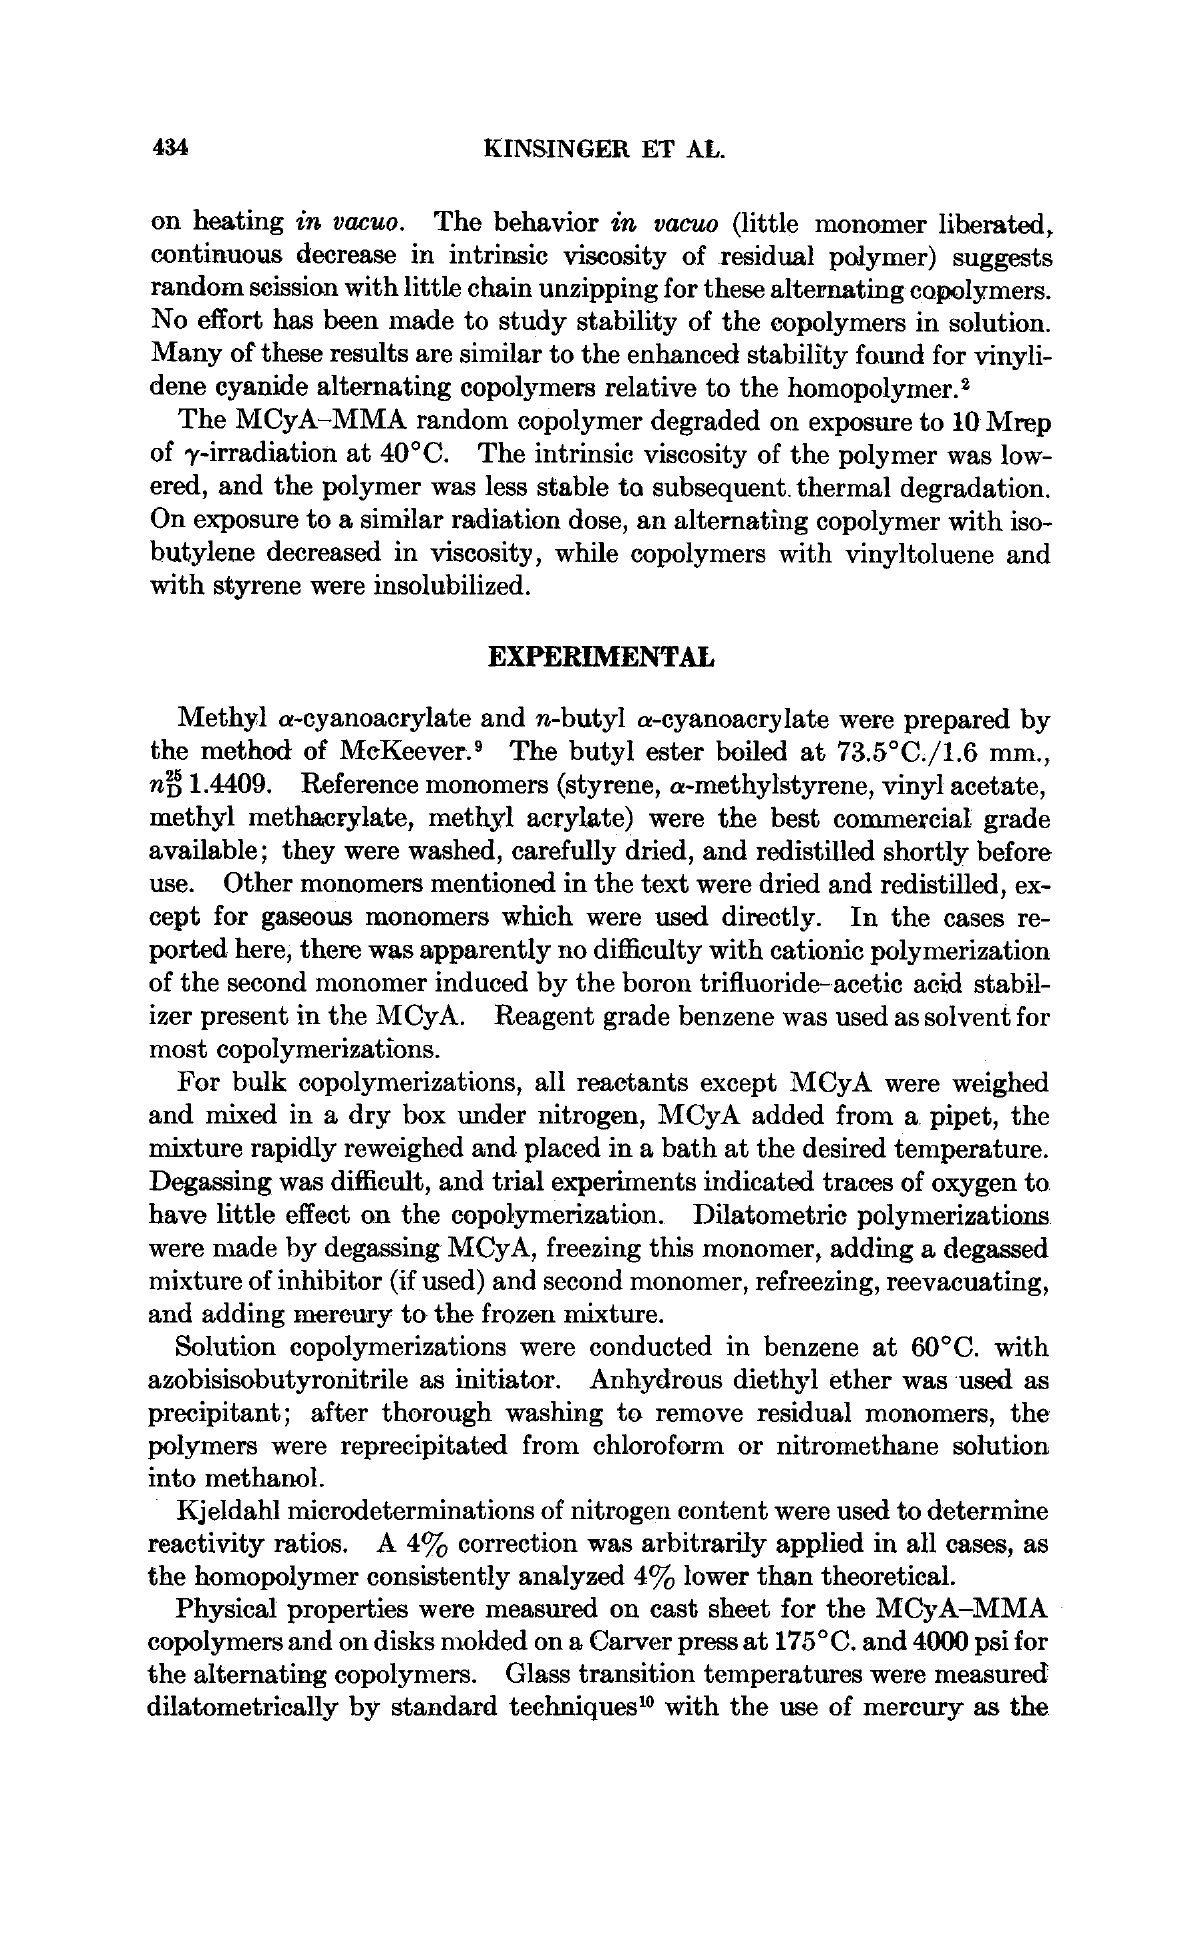 434
KINSINGER ET AL.
on heating in vacuo. The behavior in vacuo (little monomer liberated,
continuous decrease in intrinsic viscosity of residual polymer) suggests
random scission with little chain unzipping for these alternating copolymers.
No effort has been made to study stability of the copolymers in solution.
Many of these results are similar to the enhanced stability found for vinyli-
dene cyanide alternating copolymers relative to the homopolymer.²
The MCyA–MMA random copolymer degraded on exposure to 10 Mrep
of γ-irradiation at 40°C. The intrinsic viscosity of the polymer was low-
ered, and the polymer was less stable to subsequent thermal degradation.
On exposure to a similar radiation dose, an alternating copolymer with iso-
butylene decreased in viscosity, while copolymers with vinyltoluene and
with styrene were insolubilized.
EXPERIMENTAL
Methyl α-cyanoacrylate and n-butyl α-cyanoacrylate were prepared by
the method of McKeever.⁹ The butyl ester boiled at 73.5°C./1.6 mm.,
n25D 1.4409. Reference monomers (styrene, α-methylstyrene, vinyl acetate,
methyl methacrylate, methyl acrylate) were the best commercial grade
available; they were washed, carefully dried, and redistilled shortly before
use. Other monomers mentioned in the text were dried and redistilled, ex-
cept for gaseous monomers which were used directly. In the cases re-
ported here, there was apparently no difficulty with cationic polymerization
of the second monomer induced by the boron trifluoride–acetic acid stabil-
izer present in the MCyA. Reagent grade benzene was used as solvent for
most copolymerizations.
For bulk copolymerizations, all reactants except MCyA were weighed
and mixed in a dry box under nitrogen, MCyA added from a pipet, the
mixture rapidly reweighed and placed in a bath at the desired temperature.
Degassing was difficult, and trial experiments indicated traces of oxygen to
have little effect on the copolymerization. Dilatometric polymerizations
were made by degassing MCyA, freezing this monomer, adding a degassed
mixture of inhibitor (if used) and second monomer, refreezing, reevacuating,
and adding mercury to the frozen mixture.
Solution copolymerizations were conducted in benzene at 60°C. with
azobisisobutyronitrile as initiator. Anhydrous diethyl ether was used as
precipitant; after thorough washing to remove residual monomers, the
polymers were reprecipitated from chloroform or nitromethane solution
into methanol.
Kjeldahl microdeterminations of nitrogen content were used to determine
reactivity ratios. A 4% correction was arbitrarily applied in all cases, as
the homopolymer consistently analyzed 4% lower than theoretical.
Physical properties were measured on cast sheet for the MCyA–MMA
copolymers and on disks molded on a Carver press at 175°C. and 4000 psi for
the alternating copolymers. Glass transition temperatures were measured
dilatometrically by standard techniques¹⁰ with the use of mercury as the